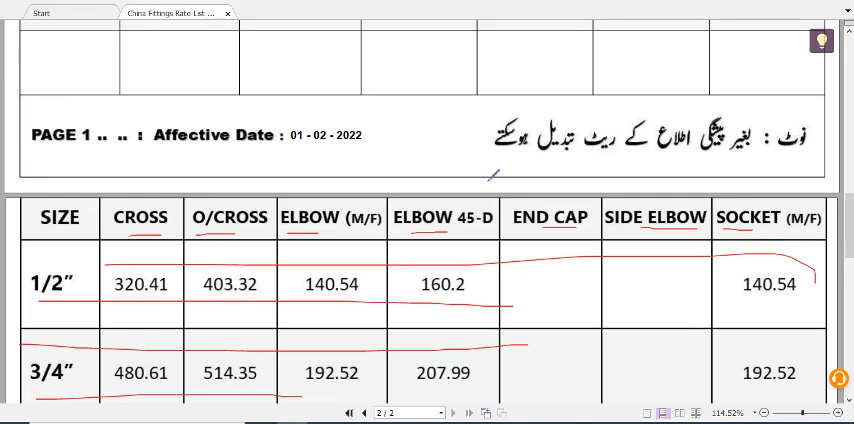 Start
China Fittings Rate List ... ×
PAGE 1 .. .. : Affective Date : 01 - 02 - 2022
نوٹ : بغیر پیشگی اطلاع کے ریٹ تبدیل ہوسکتے
SIZE CROSS O/CROSS ELBOW (M/F) ELBOW 45-D END CAP SIDE ELBOW SOCKET (M/F)
1/2” 320.41 403.32 140.54 160.2 140.54
3/4” 480.61 514.35 192.52 207.99 192.52
2 / 2 114.52%